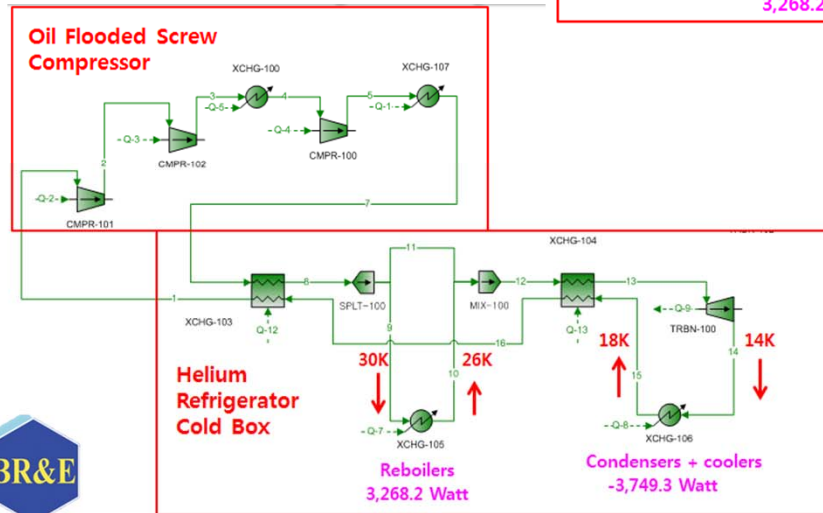 3,268.2
Oil Flooded Screw
Compressor
XCHG-100
XCHG-107
3
Q-5
4
5
Q-1
Q-3
Q-4
CMPR-102
CMPR-100
2
Q-2
CMPR-101
7
XCHG-104
11
8
12
13
SPLT-100
MIX-100
Q-9
TRBN-100
1
XCHG-103
Q-12
9
Q-13
16
14
30K
26K
18K
14K
10
15
Helium
Refrigerator
Cold Box
Q-7
XCHG-105
Q-8
XCHG-106
Reboilers
3,268.2 Watt
Condensers + coolers
-3,749.3 Watt
BR&E